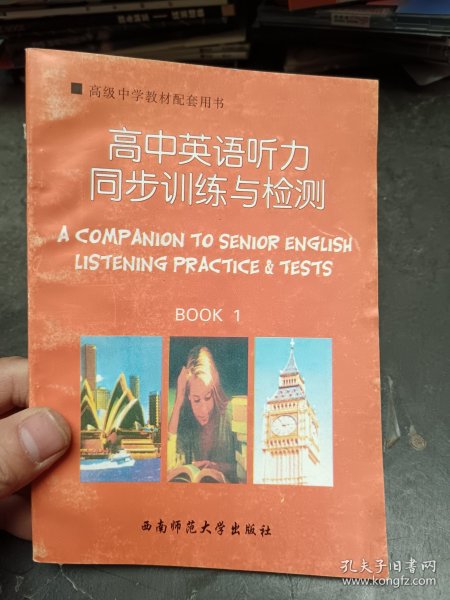 ■ 高级中学教材配套用书
高中英语听力
同步训练与检测
A COMPANION TO SENIOR ENGLISH
LISTENING PRACTICE & TESTS
BOOK 1
西南师范大学出版社
孔夫子旧书网
www.kongfz.com